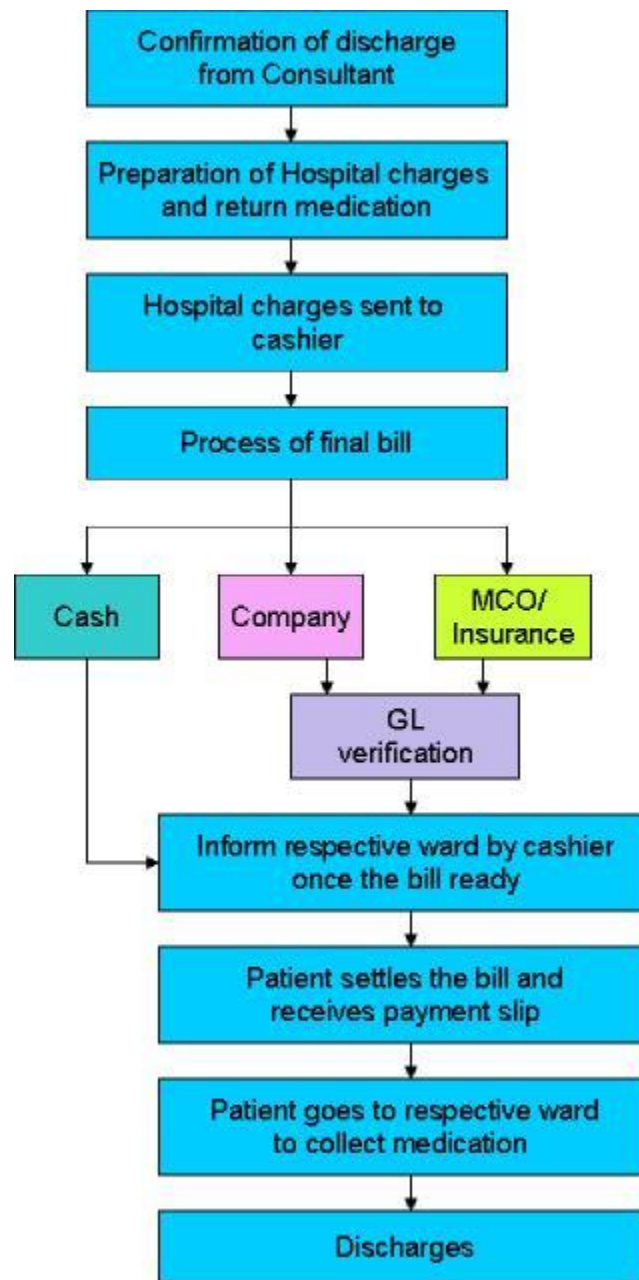 Confirmation of discharge
from Consultant
Preparation of Hospital charges
and return medication
Hospital charges sent to
cashier
Process of final bill
Cash
Company
MCO/
Insurance
GL
verification
Inform respective ward by cashier
once the bill ready
Patient settles the bill and
receives payment slip
Patient goes to respective ward
to collect medication
Discharges